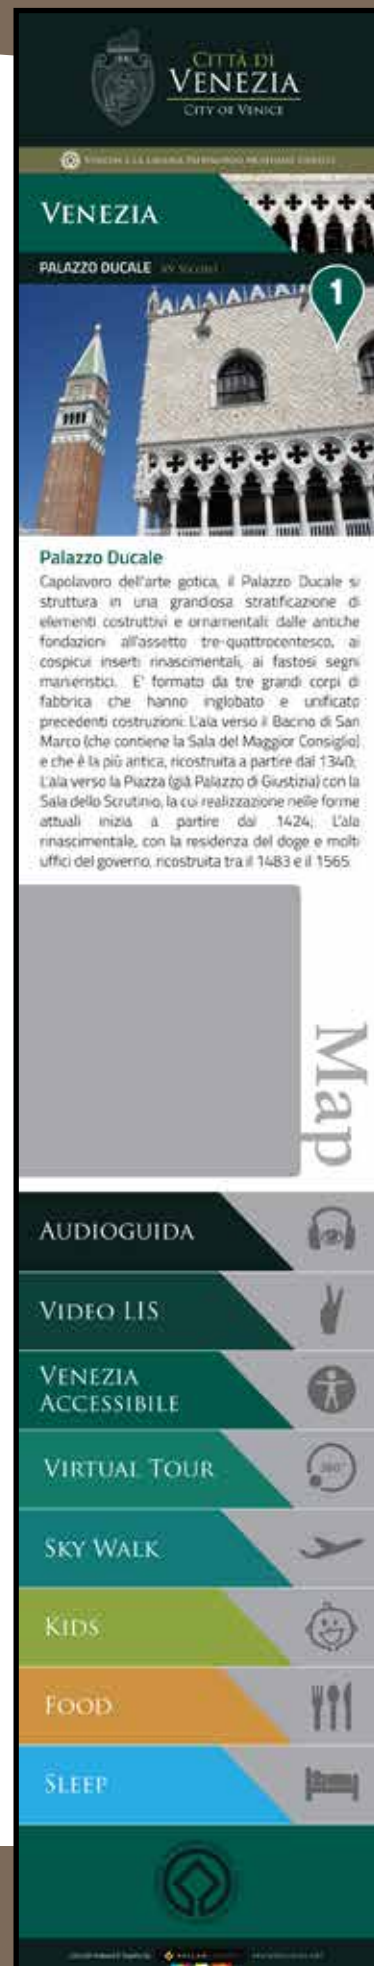 CITTÀ DI
VENEZIA
CITY OF VENICE
VENEZIA
PALAZZO DUCALE
1
Palazzo Ducale
Capolavoro dell'arte gotica, il Palazzo Ducale si
struttura in una grandiosa stratificazione di
elementi costruttivi e ornamentali: dalle antiche
fondazioni all'assetto tre-quattrocentesco, ai
cospicui inserti rinascimentali, ai fastosi segni
manieristici. E' formato da tre grandi corpi di
fabbrica che hanno inglobato e unificato
precedenti costruzioni: L'ala verso il Bacino di San
Marco (che contiene la Sala del Maggior Consiglio)
e che è la più antica, ricostruita a partire dal 1340;
L'ala verso la Piazza (già Palazzo di Giustizia) con la
Sala dello Scrutinio, la cui realizzazione nelle forme
attuali inizia a partire dal 1424; L'ala
rinascimentale, con la residenza del doge e molti
uffici del governo, ricostruita tra il 1483 e il 1565.
Map
AUDIOGUIDA
VIDEO LIS
VENEZIA
ACCESSIBILE
VIRTUAL TOUR
360°
SKY WALK
KIDS
FOOD
SLEEP